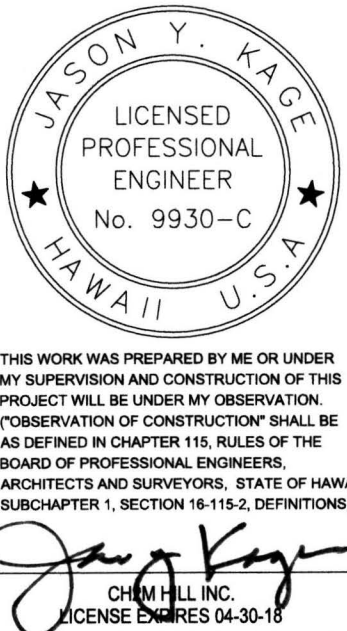 JASON Y. KAGE
LICENSED
PROFESSIONAL
ENGINEER
No. 9930-C
HAWAII U.S.A
THIS WORK WAS PREPARED BY ME OR UNDER
MY SUPERVISION AND CONSTRUCTION OF THIS
PROJECT WILL BE UNDER MY OBSERVATION.
("OBSERVATION OF CONSTRUCTION" SHALL BE
AS DEFINED IN CHAPTER 115, RULES OF THE
BOARD OF PROFESSIONAL ENGINEERS,
ARCHITECTS AND SURVEYORS, STATE OF HAWA
SUBCHAPTER 1, SECTION 16-115-2, DEFINITIONS
CH2M HILL INC.
LICENSE EXPIRES 04-30-18